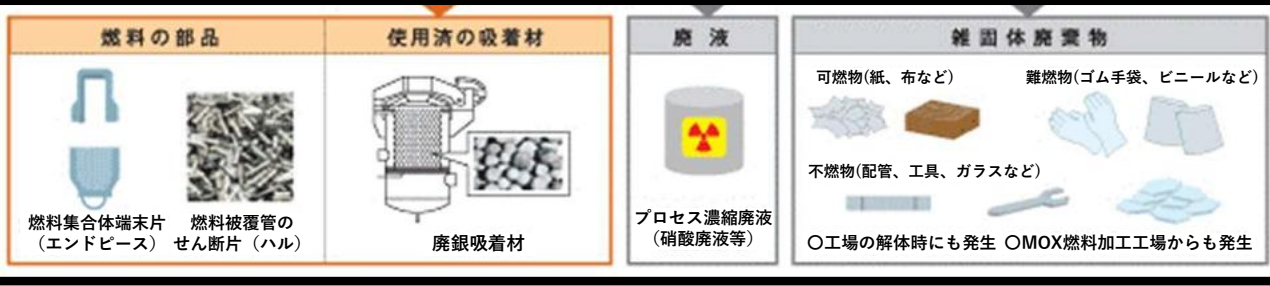 燃料の部品
使用済の吸着材
廃液
雑固体廃棄物
燃料集合体端末片
（エンドピース）
燃料被覆管の
せん断片（ハル）
廃銀吸着材
プロセス濃縮廃液
（硝酸廃液等）
可燃物(紙、布など)
難燃物(ゴム手袋、ビニールなど)
不燃物(配管、工具、ガラスなど)
〇工場の解体時にも発生 〇MOX燃料加工工場からも発生